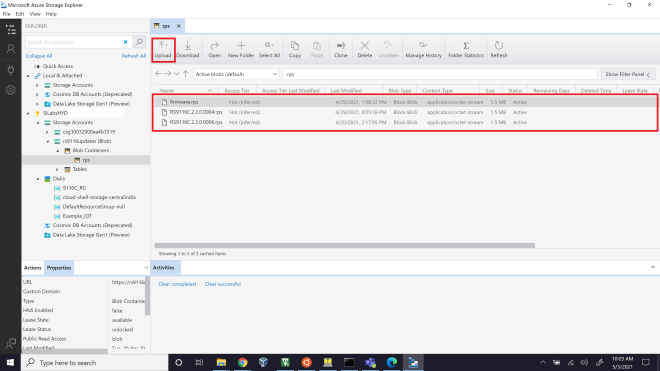 Microsoft Azure Storage Explorer
File Edit View Help
EXPLORER
Search for resources
Collapse All Refresh All
Quick Access
Local & Attached
Storage Accounts
Cosmos DB Accounts (Deprecated)
Data Lake Storage Gen1 (Preview)
SiLabsHYD
Storage Accounts
csg10032000aa4b3519
rs9116updates (Blob)
Blob Containers
rps
Tables
Disks
9116C_RG
cloud-shell-storage-centralindia
DefaultResourceGroup-null
Example_IOT
Cosmos DB Accounts (Deprecated)
Data Lake Storage Gen1 (Preview)
rps
Upload Download Open New Folder Select All Copy Paste Clone Delete Undelete Manage History Folder Statistics Refresh
Active blobs (default) rps Show Filter Panel
Name Access Tier Access Tier Last Modified Last Modified Blob Type Content Type Size Status Remaining Days Deleted Time Lease State
firmware.rps Hot (inferred) 4/29/2021, 1:38:32 PM Block Blob application/octet-stream 1.5 MB Active
RS9116C.2.2.0.0004.rps Hot (inferred) 4/29/2021, 4:05:18 PM Block Blob application/octet-stream 1.5 MB Active
RS9116C.2.2.0.0006.rps Hot (inferred) 4/20/2021, 2:17:05 PM Block Blob application/octet-stream 1.5 MB Active
Showing 1 to 3 of 3 cached items
Actions Properties
URL https://rs9116
Custom Domain
Type Blob Containe
HNS Enabled false
Lease State available
Lease Status unlocked
Public Read Access blob
Last Modified Tue, 20 Apr 20
Activities
Clear completed Clear successful
Type here to search
10:03 AM
5/3/2021